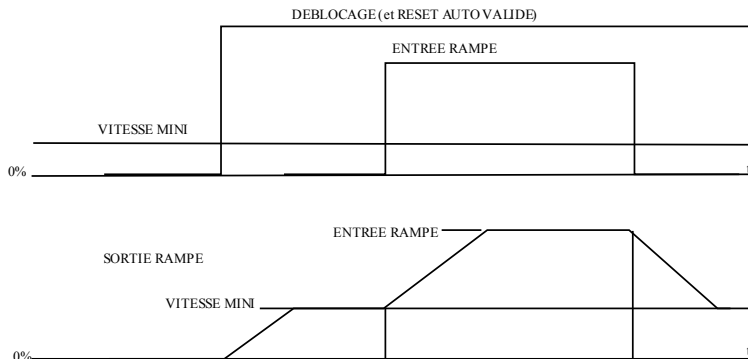 DEBLOCAGE (et RESET AUTO VALIDE)
ENTREE RAMPE
VITESSE MINI
0%
t
ENTREE RAMPE
SORTIE RAMPE
VITESSE MINI
0%
t